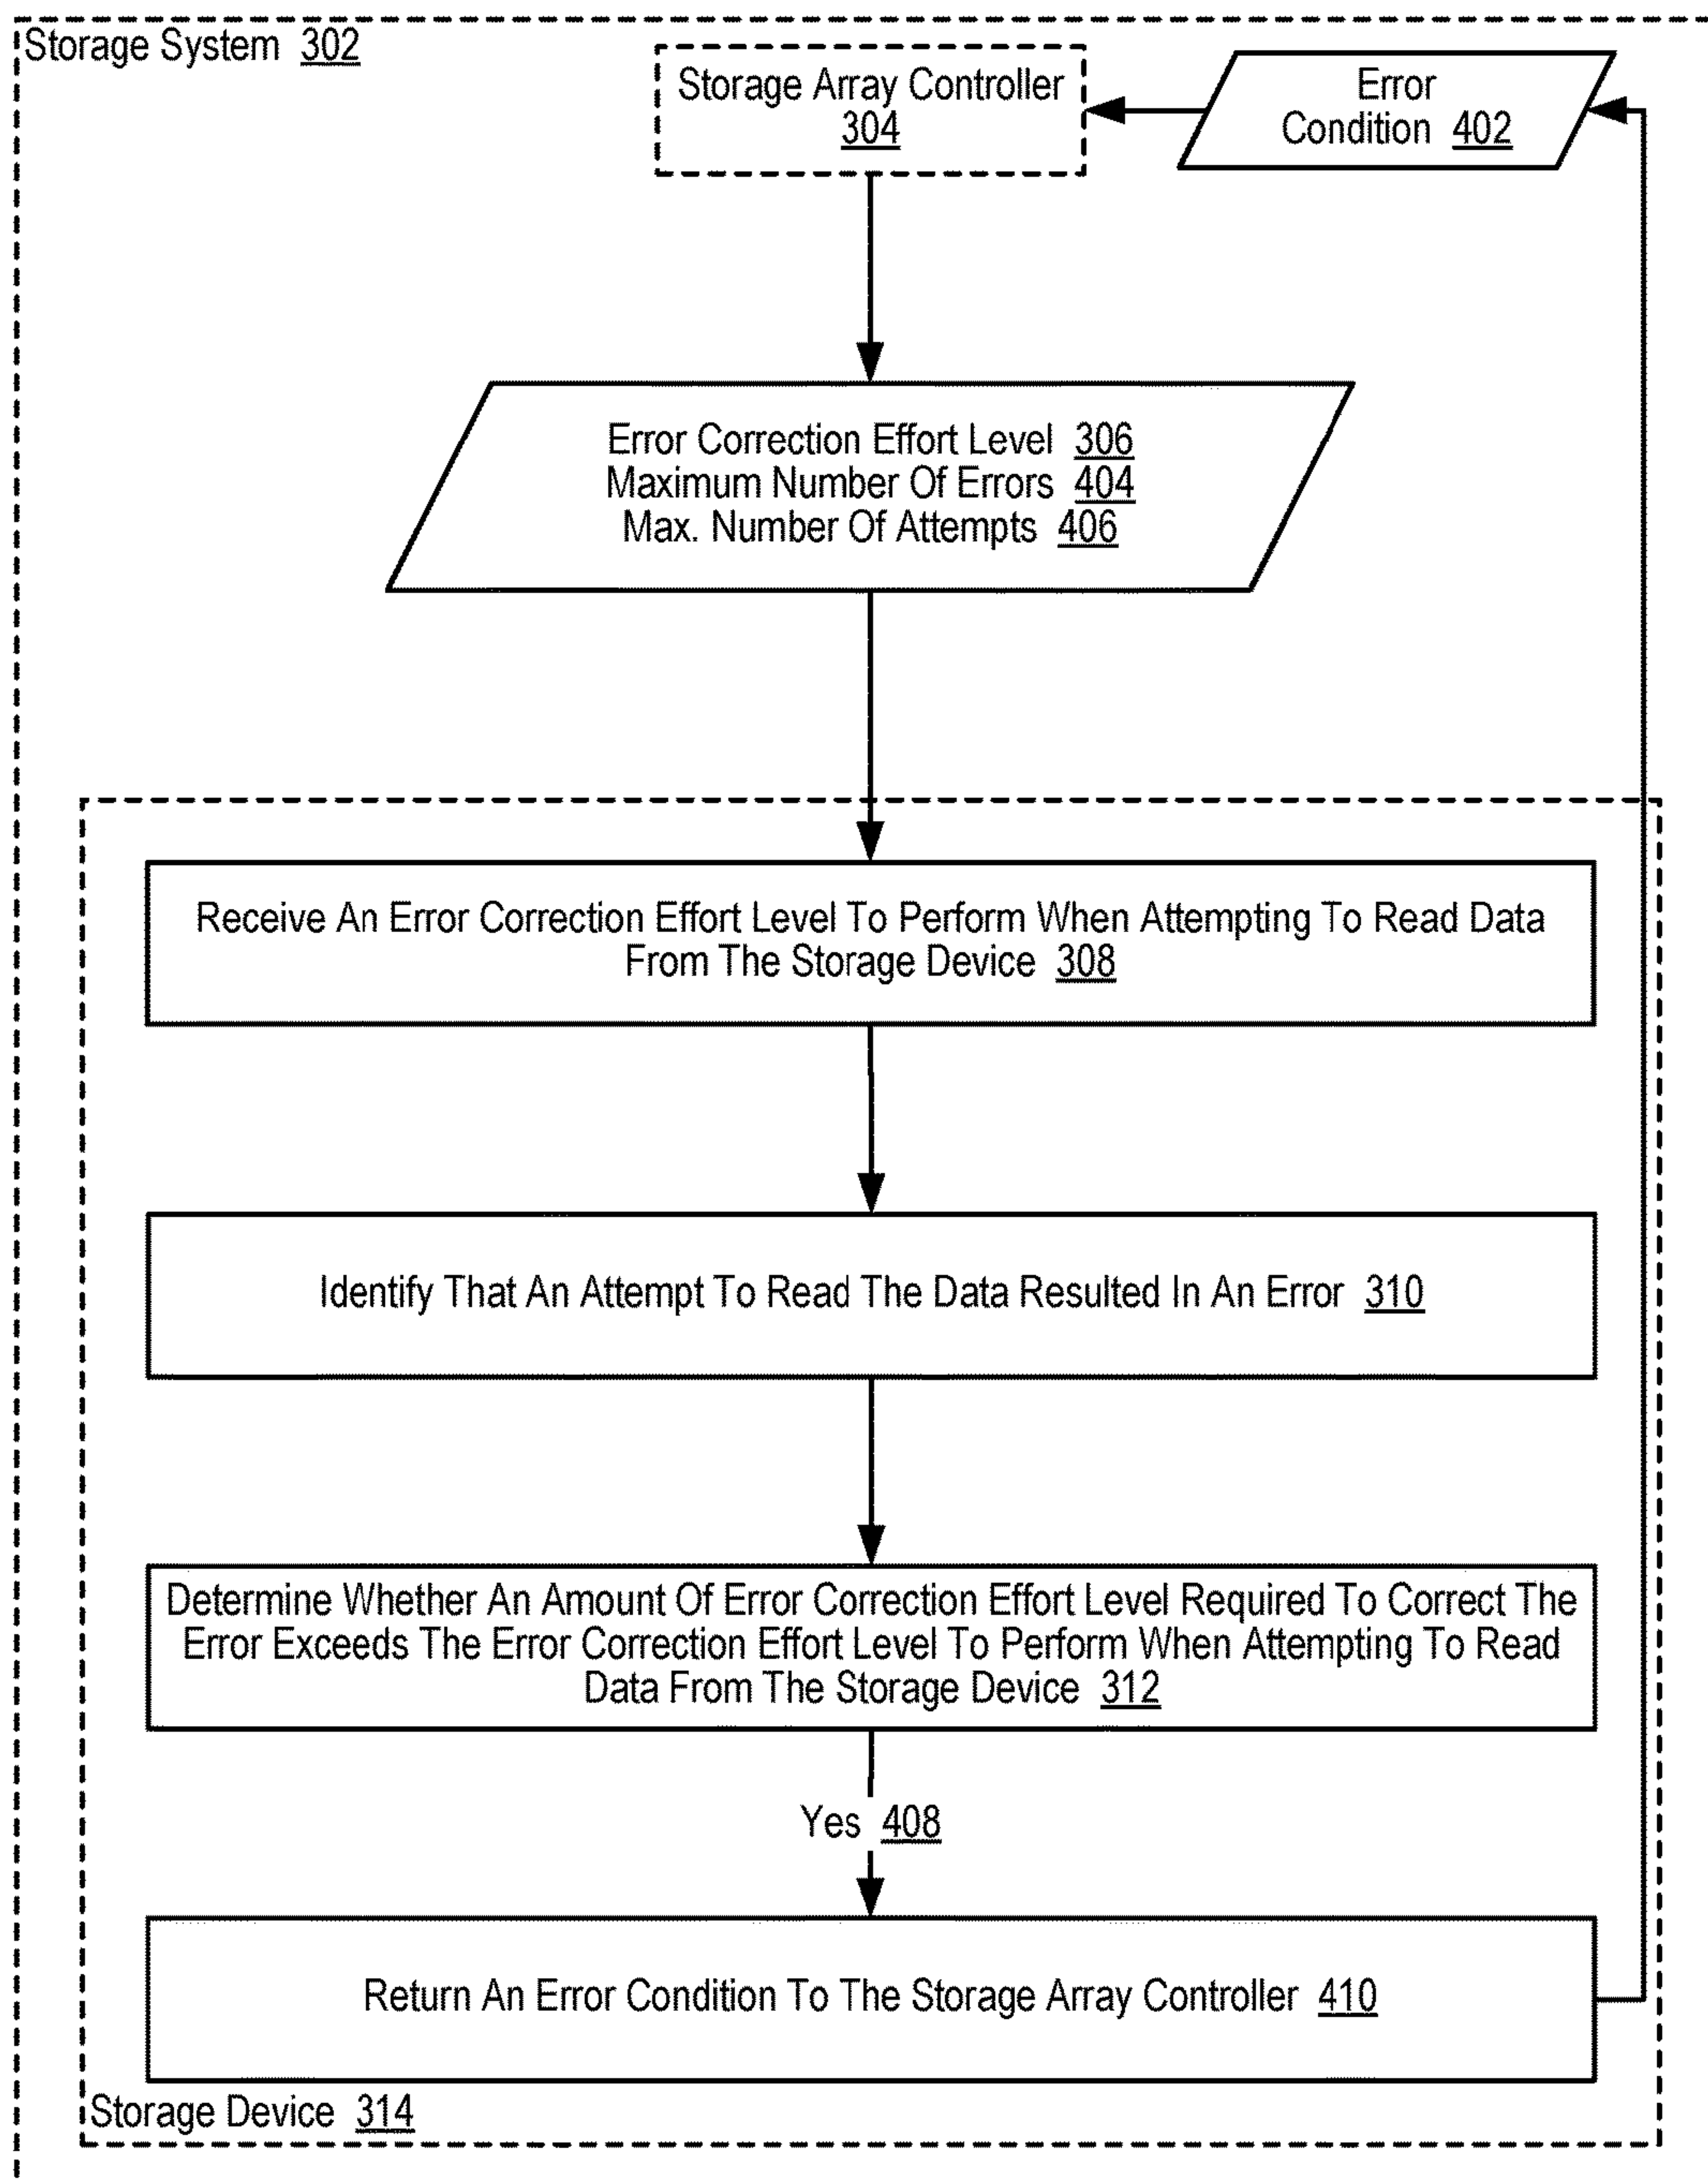 Storage System 302
Storage Array Controller
304
Error
Condition 402
Error Correction Effort Level 306
Maximum Number Of Errors 404
Max. Number Of Attempts 406
Receive An Error Correction Effort Level To Perform When Attempting To Read Data
From The Storage Device 308
Identify That An Attempt To Read The Data Resulted In An Error 310
Determine Whether An Amount Of Error Correction Effort Level Required To Correct The
Error Exceeds The Error Correction Effort Level To Perform When Attempting To Read
Data From The Storage Device 312
Yes 408
Return An Error Condition To The Storage Array Controller 410
Storage Device 314